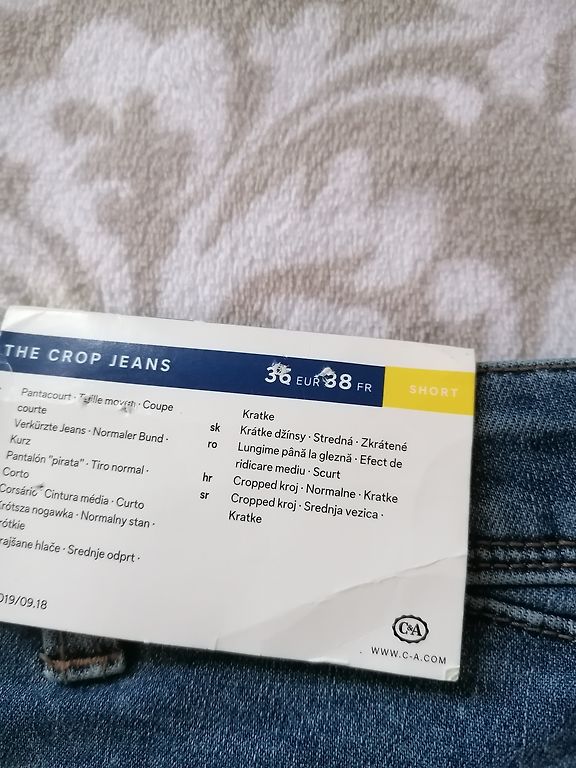 THE CROP JEANS
36 EUR 38 FR
SHORT
Pantacourt · Taille moyen · Coupe
courte
Verkürzte Jeans · Normaler Bund ·
Kurz
Pantalón "pirata" · Tiro normal ·
Corto
Corsário · Cintura média · Curto
Krótsza nogawka · Normalny stan ·
rótkie
rajšane hlače · Srednje odprt ·
Kratke
sk Krátke džínsy · Stredná · Zkrátené
ro Lungime până la gleznă · Efect de
ridicare mediu · Scurt
hr Cropped kroj · Normalne · Kratke
sr Cropped kroj · Srednja vezica ·
Kratke
019/09.18
C&A
WWW.C-A.COM